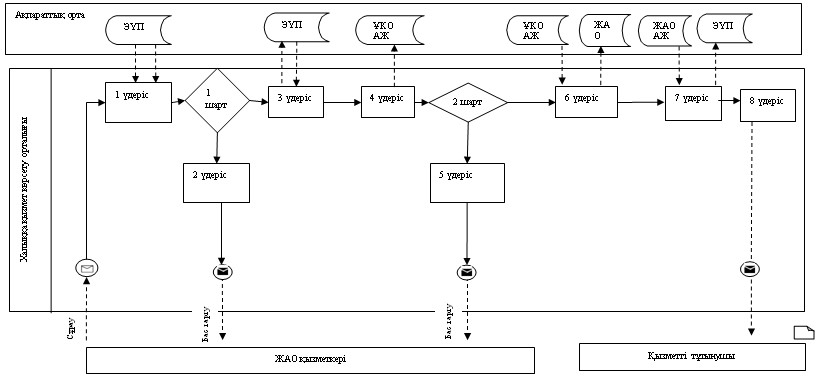 Ақпараттық орта
ЭҮП
ЭҮП
ҰКО
АЖ
ҰКО
АЖ
ЖА
О
ЖАО
АЖ
ЭҮП
Халыққа қызмет көрсету орталығы
1 үдеріс
1
шарт
3 үдеріс
4 үдеріс
2 шарт
6 үдеріс
7 үдеріс
8 үдеріс
2 үдеріс
5 үдеріс
Сұрау
Бас тарту
Бас тарту
ЖАО қызметкері
Қызметті тұтынушы